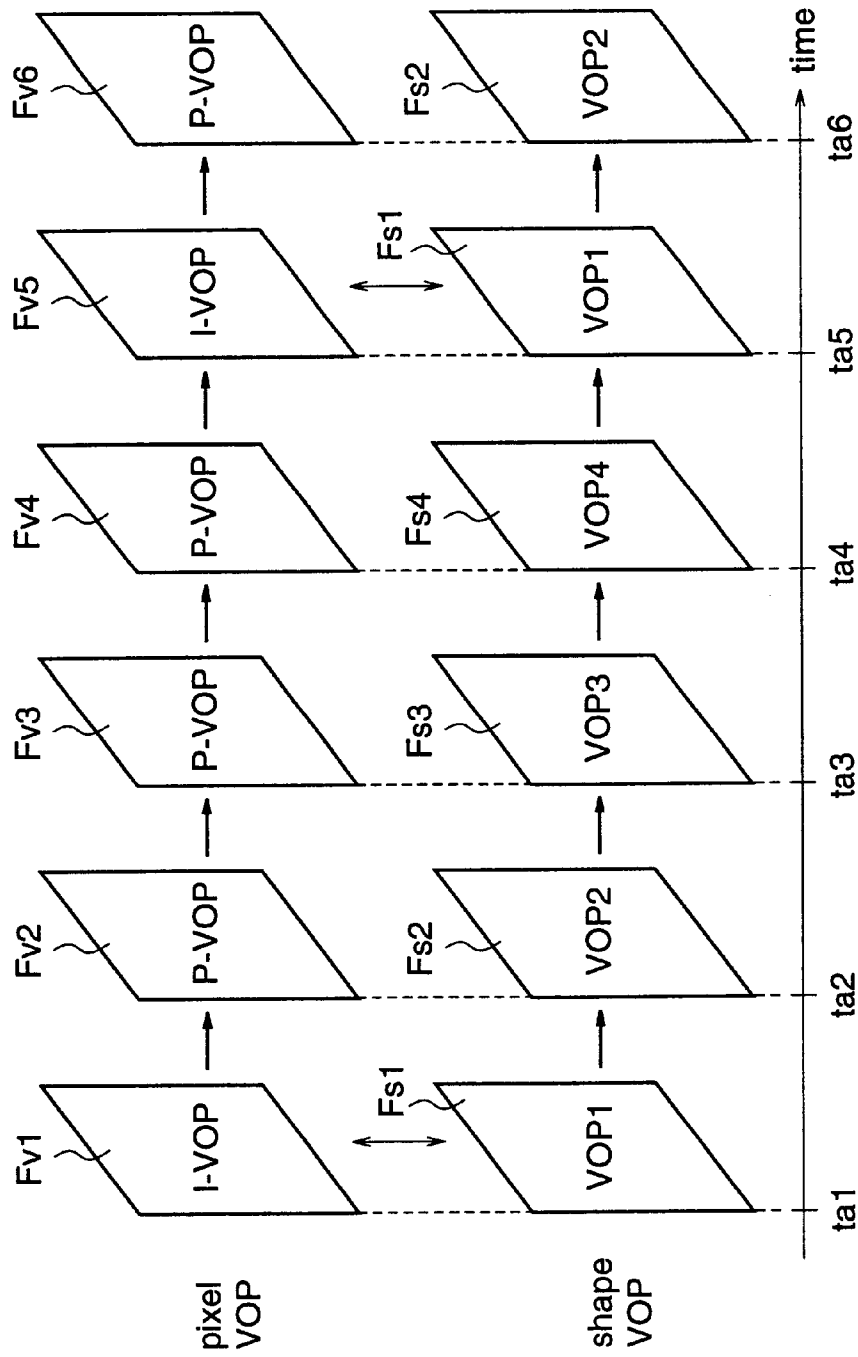 Fv1 Fv2 Fv3 Fv4 Fv5 Fv6
pixel
VOP
I-VOP P-VOP P-VOP P-VOP I-VOP P-VOP
Fs1 Fs2 Fs3 Fs4 Fs1 Fs2
shape
VOP
VOP1 VOP2 VOP3 VOP4 VOP1 VOP2
time
ta1 ta2 ta3 ta4 ta5 ta6